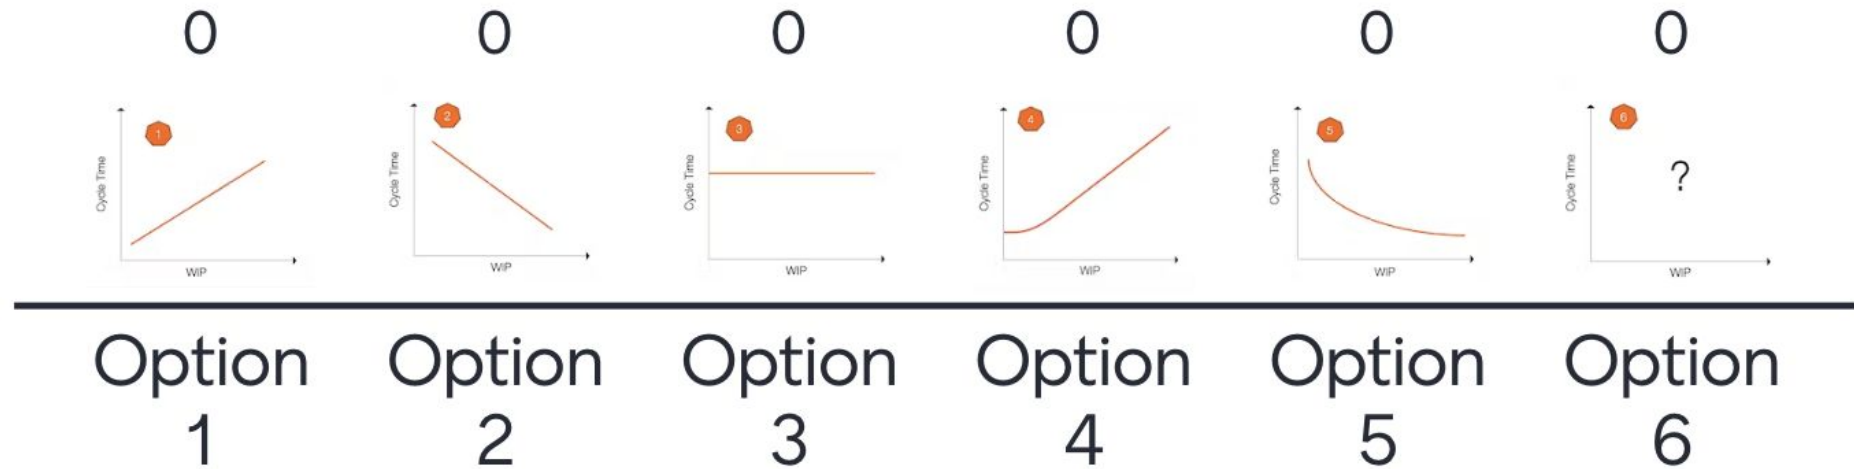 0 0 0 0 0 0
1 2 3 4 5 6
Cycle Time Cycle Time Cycle Time Cycle Time Cycle Time Cycle Time
?
WIP WIP WIP WIP WIP WIP
Option Option Option Option Option Option
1 2 3 4 5 6